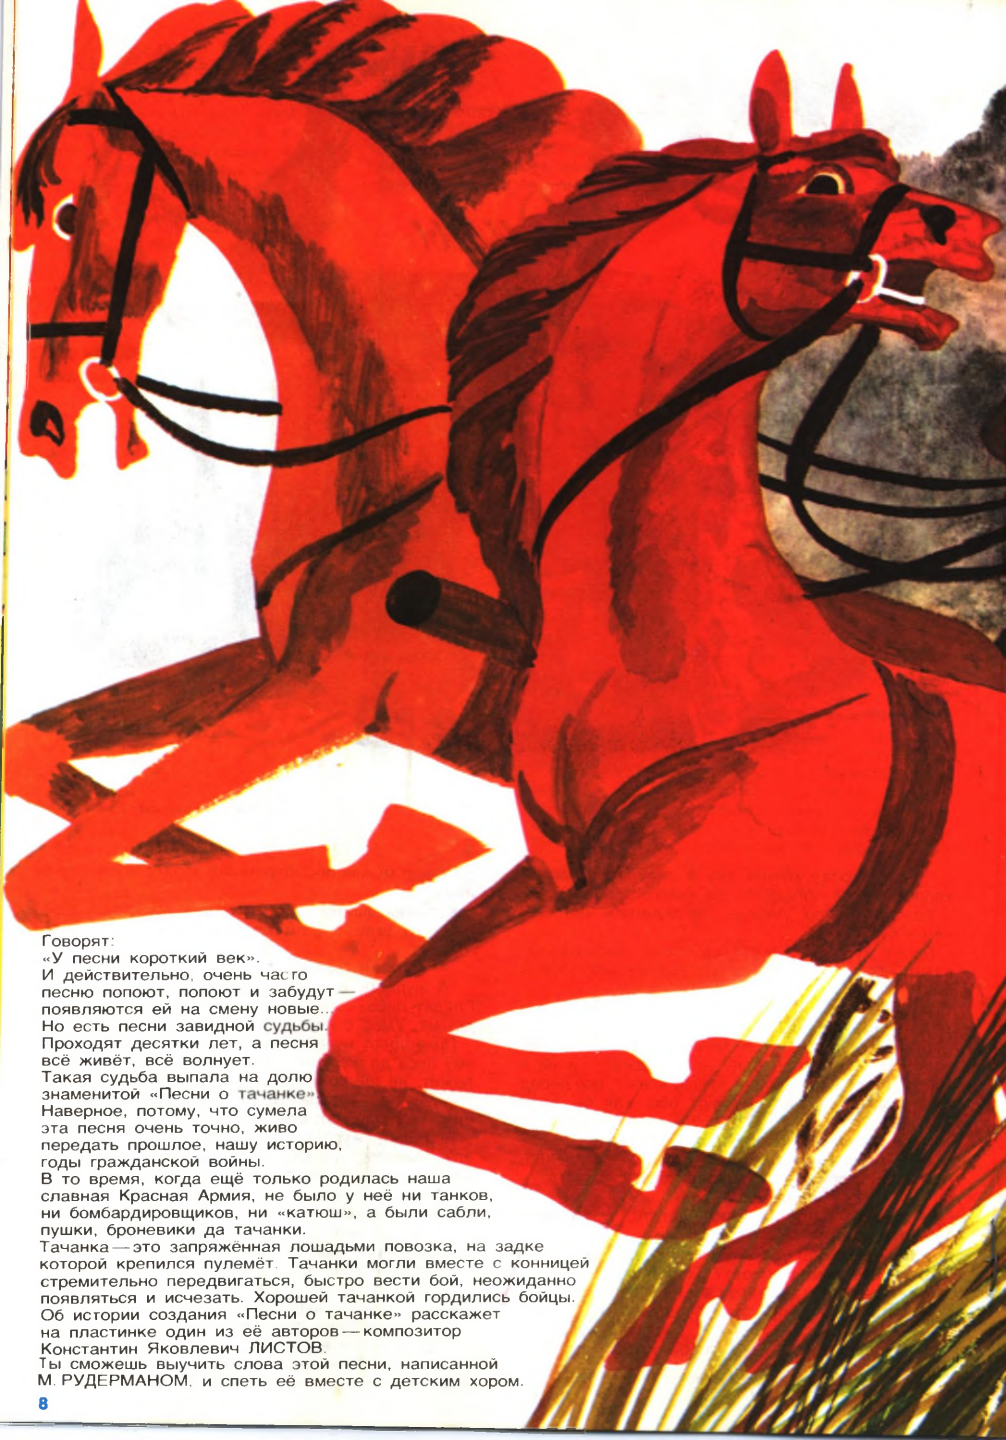 Говорят:
«У песни короткий век».
И действительно, очень часто
песню попоют, попоют и забудут —
появляются ей на смену новые...
Но есть песни завидной судьбы.
Проходят десятки лет, а песня
всё живёт, всё волнует.
Такая судьба выпала на долю
знаменитой «Песни о тачанке».
Наверное, потому, что сумела
эта песня очень точно, живо
передать прошлое, нашу историю,
годы гражданской войны.
В то время, когда ещё только родилась наша
славная Красная Армия, не было у неё ни танков,
ни бомбардировщиков, ни «катюш», а были сабли,
пушки, броневики да тачанки.
Тачанка — это запряжённая лошадьми повозка, на задке
которой крепился пулемёт. Тачанки могли вместе с конницей
стремительно передвигаться, быстро вести бой, неожиданно
появляться и исчезать. Хорошей тачанкой гордились бойцы.
Об истории создания «Песни о тачанке» расскажет
на пластинке один из её авторов — композитор
Константин Яковлевич ЛИСТОВ.
Ты сможешь выучить слова этой песни, написанной
М. РУДЕРМАНОМ, и спеть её вместе с детским хором.
8